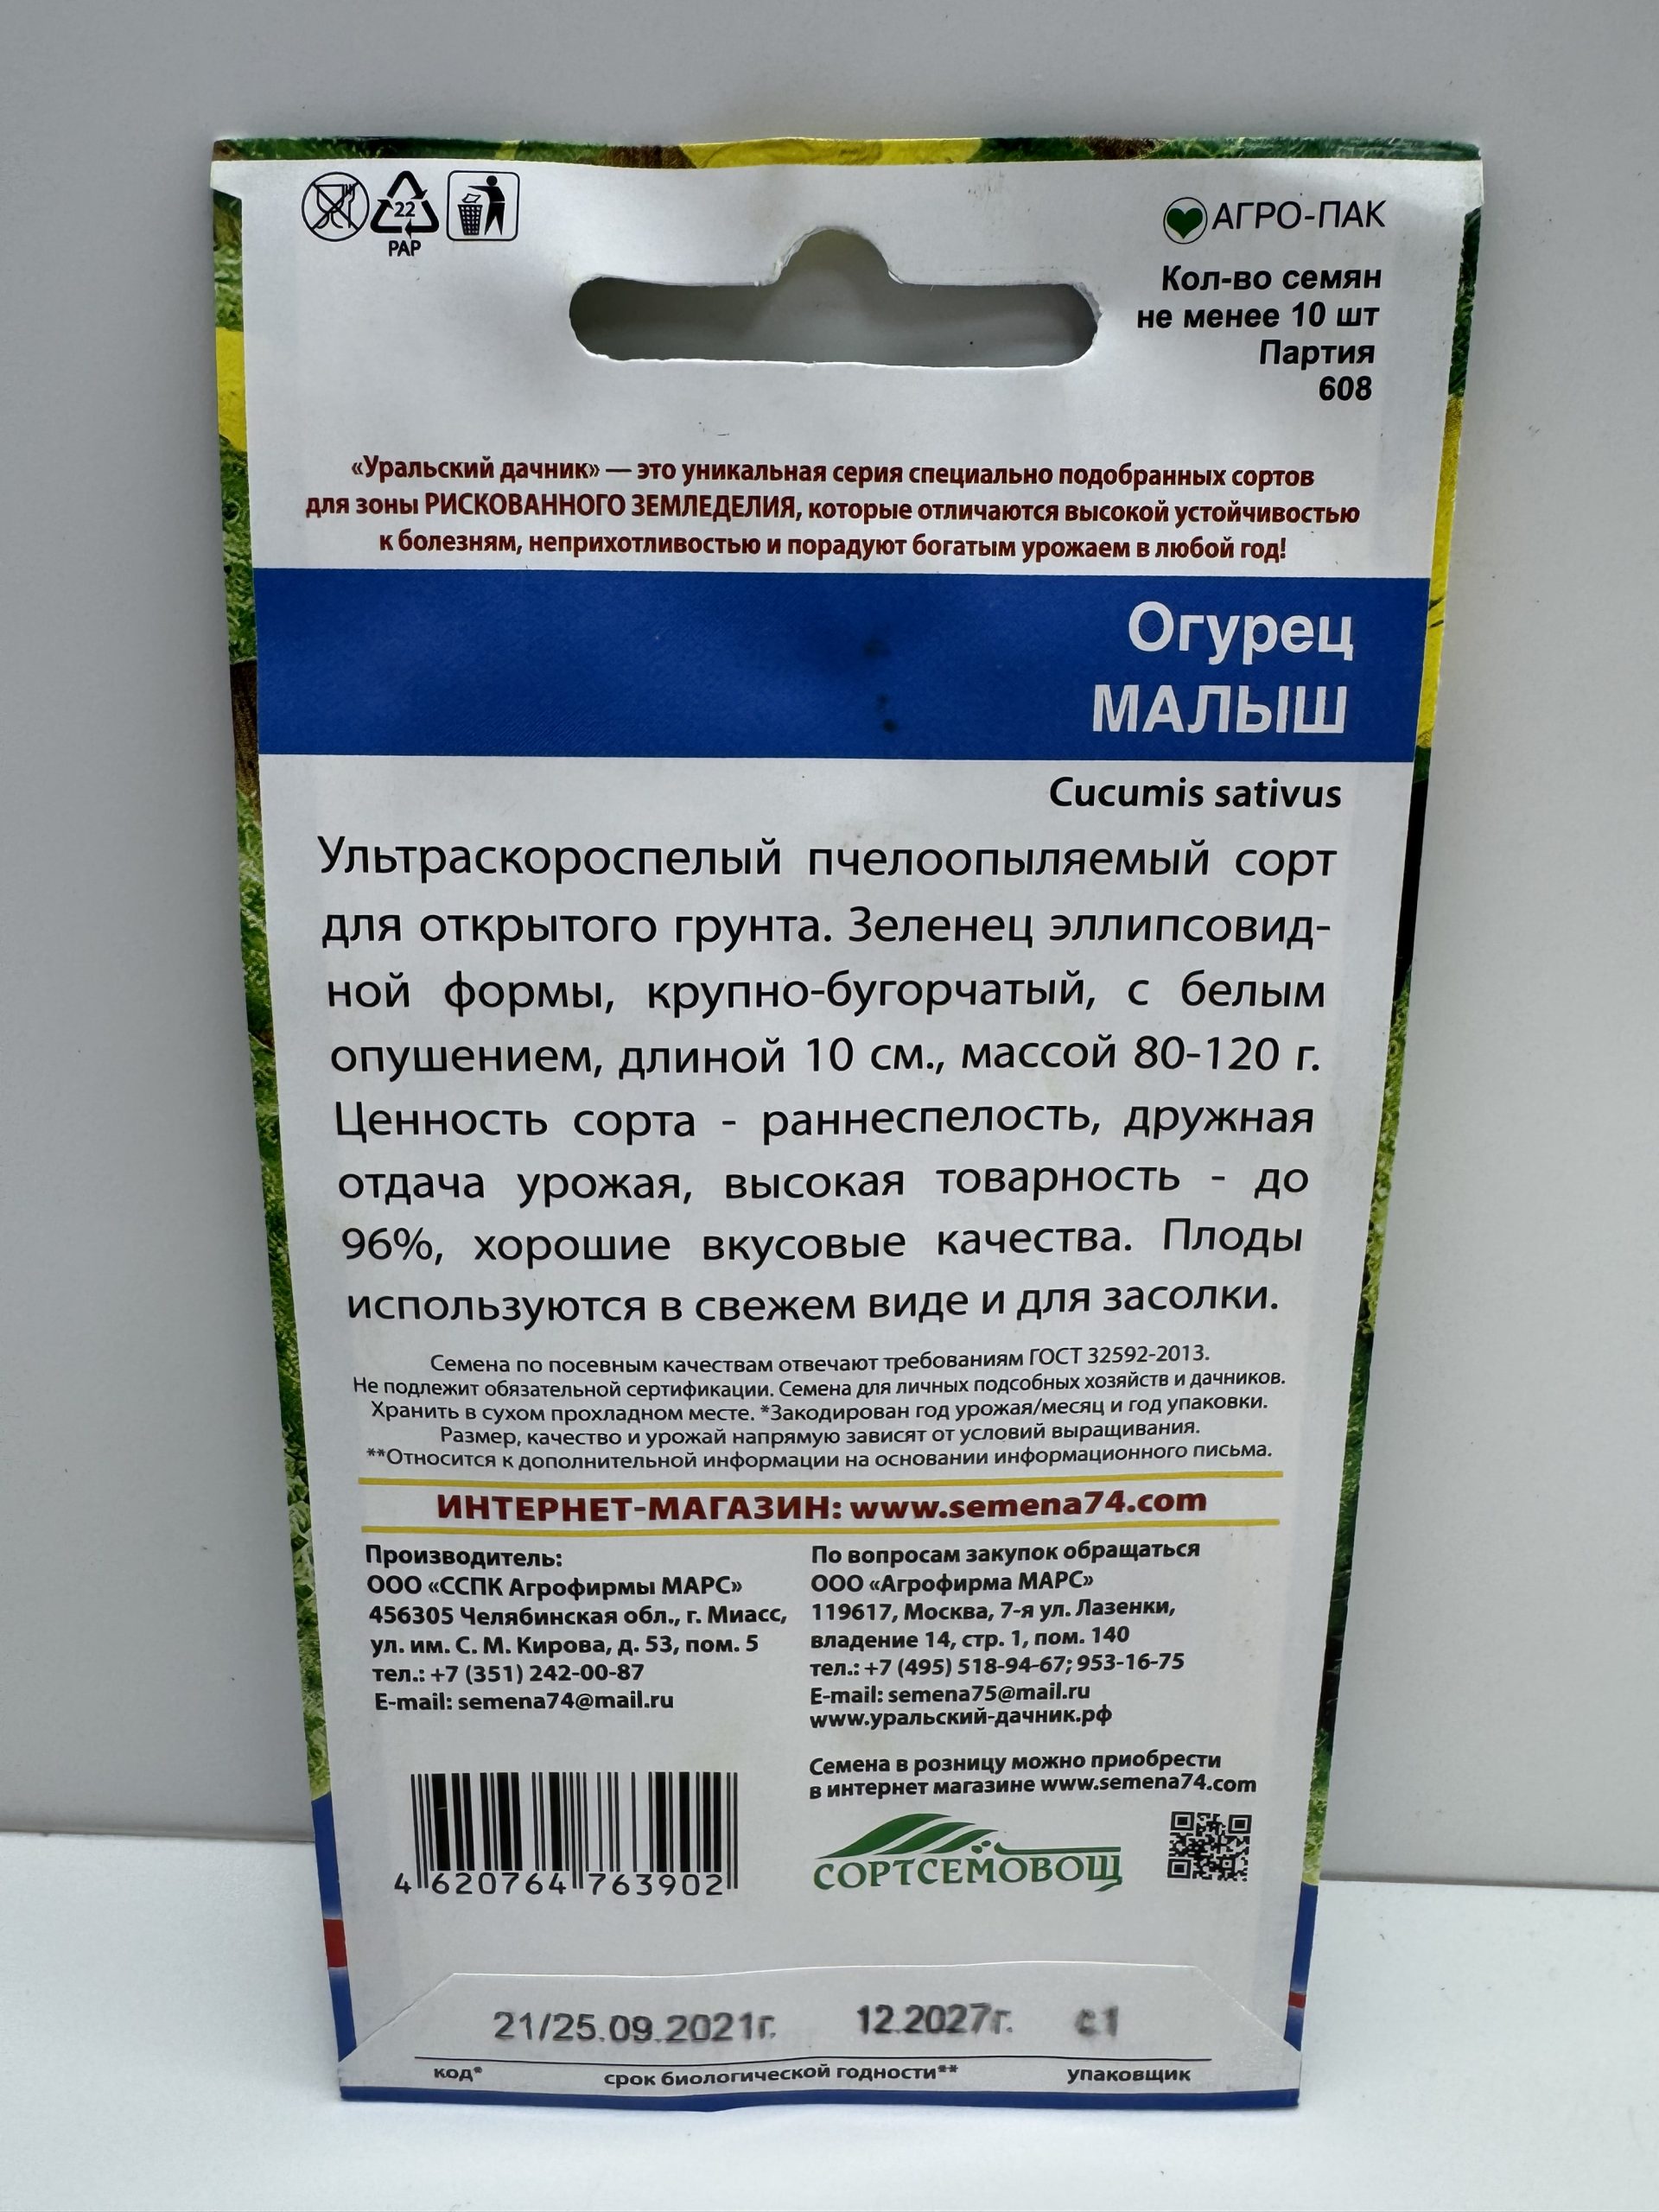 22
PAP
АГРО-ПАК
Кол-во семян
не менее 10 шт
Партия
608
«Уральский дачник» — это уникальная серия специально подобранных сортов
для зоны РИСКОВАННОГО ЗЕМЛЕДЕЛИЯ, которые отличаются высокой устойчивостью
к болезням, неприхотливостью и порадуют богатым урожаем в любой год!
Огурец
МАЛЫШ
Cucumis sativus
Ультраскороспелый пчелоопыляемый сорт
для открытого грунта. Зеленец эллипсовид-
ной формы, крупно-бугорчатый, с белым
опушением, длиной 10 см., массой 80-120 г.
Ценность сорта - раннеспелость, дружная
отдача урожая, высокая товарность - до
96%, хорошие вкусовые качества. Плоды
используются в свежем виде и для засолки.
Семена по посевным качествам отвечают требованиям ГОСТ 32592-2013.
Не подлежит обязательной сертификации. Семена для личных подсобных хозяйств и дачников.
Хранить в сухом прохладном месте. *Закодирован год урожая/месяц и год упаковки.
Размер, качество и урожай напрямую зависят от условий выращивания.
**Относится к дополнительной информации на основании информационного письма.
ИНТЕРНЕТ-МАГАЗИН: www.semena74.com
Производитель:
ООО «ССПК Агрофирмы МАРС»
456305 Челябинская обл., г. Миасс,
ул. им. С. М. Кирова, д. 53, пом. 5
тел.: +7 (351) 242-00-87
E-mail: semena74@mail.ru
По вопросам закупок обращаться
ООО «Агрофирма МАРС»
119617, Москва, 7-я ул. Лазенки,
владение 14, стр. 1, пом. 140
тел.: +7 (495) 518-94-67; 953-16-75
E-mail: semena75@mail.ru
www.уральский-дачник.рф
Семена в розницу можно приобрести
в интернет магазине www.semena74.com
4 620764 763902
СОРТСЕМОВОЩ
21/25.09.2021г. 12.2027г. с1
код* срок биологической годности** упаковщик